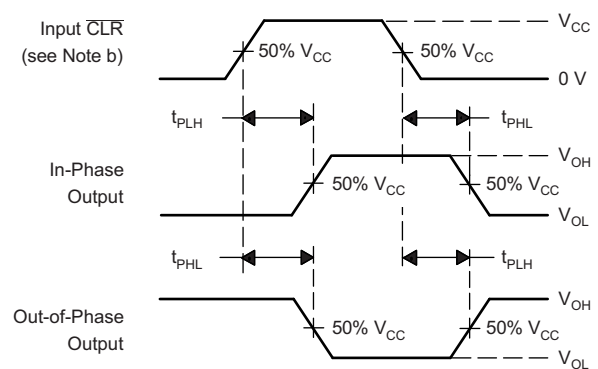 Input C̅L̅R̅
(see Note b)
50% VCC
50% VCC
VCC
0 V
tPLH
tPHL
In-Phase
Output
50% VCC
50% VCC
VOH
VOL
tPHL
tPLH
Out-of-Phase
Output
50% VCC
50% VCC
VOH
VOL